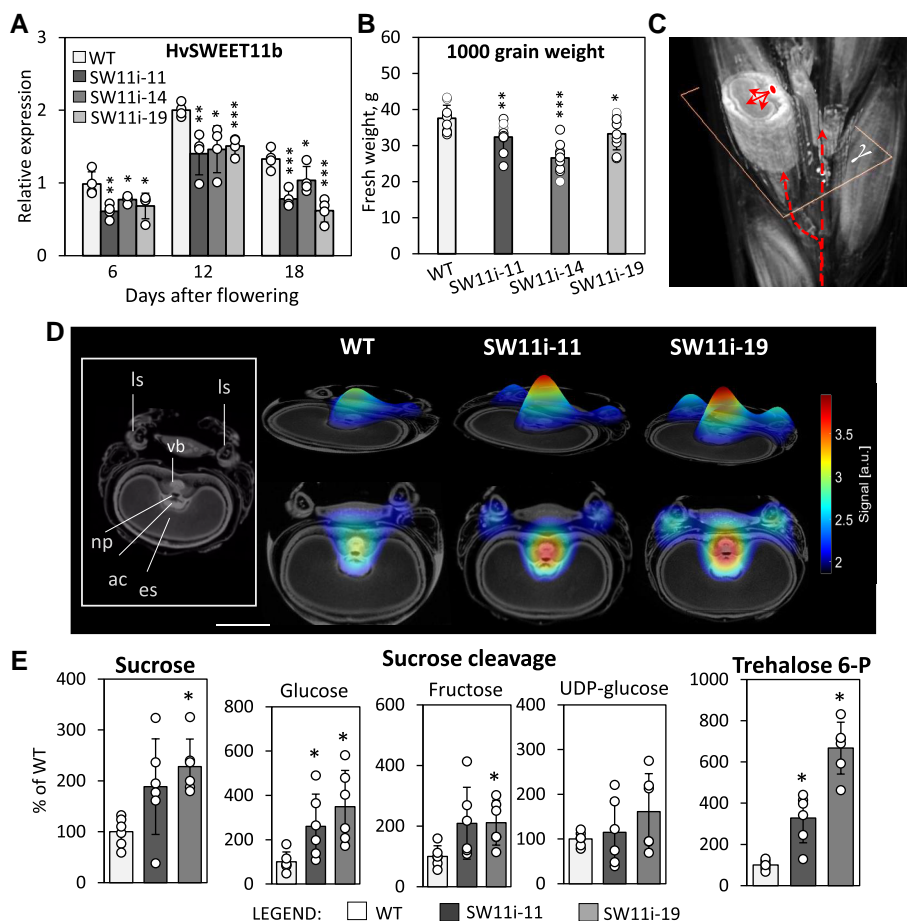 A
HvSWEET11b
Relative expression
3
2
1
0
WT
SW11i-11
SW11i-14
SW11i-19
**
*
*
**
*
***
***
*
***
6 12 18
Days after flowering
B
1000 grain weight
Fresh weight, g
60
50
40
30
20
10
0
**
***
*
WT SW11i-11 SW11i-14 SW11i-19
C
D
WT SW11i-11 SW11i-19
ls ls
vb
np
ac
es
3.5
3
2.5
2
Signal [a.u.]
E
Sucrose
% of WT
400
300
200
100
0
*
Sucrose cleavage
Glucose
800
600
400
200
0
* *
Fructose
600
400
200
0
*
UDP-glucose
400
300
200
100
0
Trehalose 6-P
1000
800
600
400
200
0
* *
LEGEND: WT SW11i-11 SW11i-19